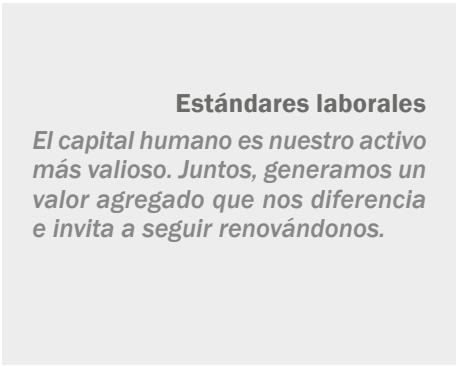 Estándares laborales
El capital humano es nuestro activo
más valioso. Juntos, generamos un
valor agregado que nos diferencia
e invita a seguir renovándonos.